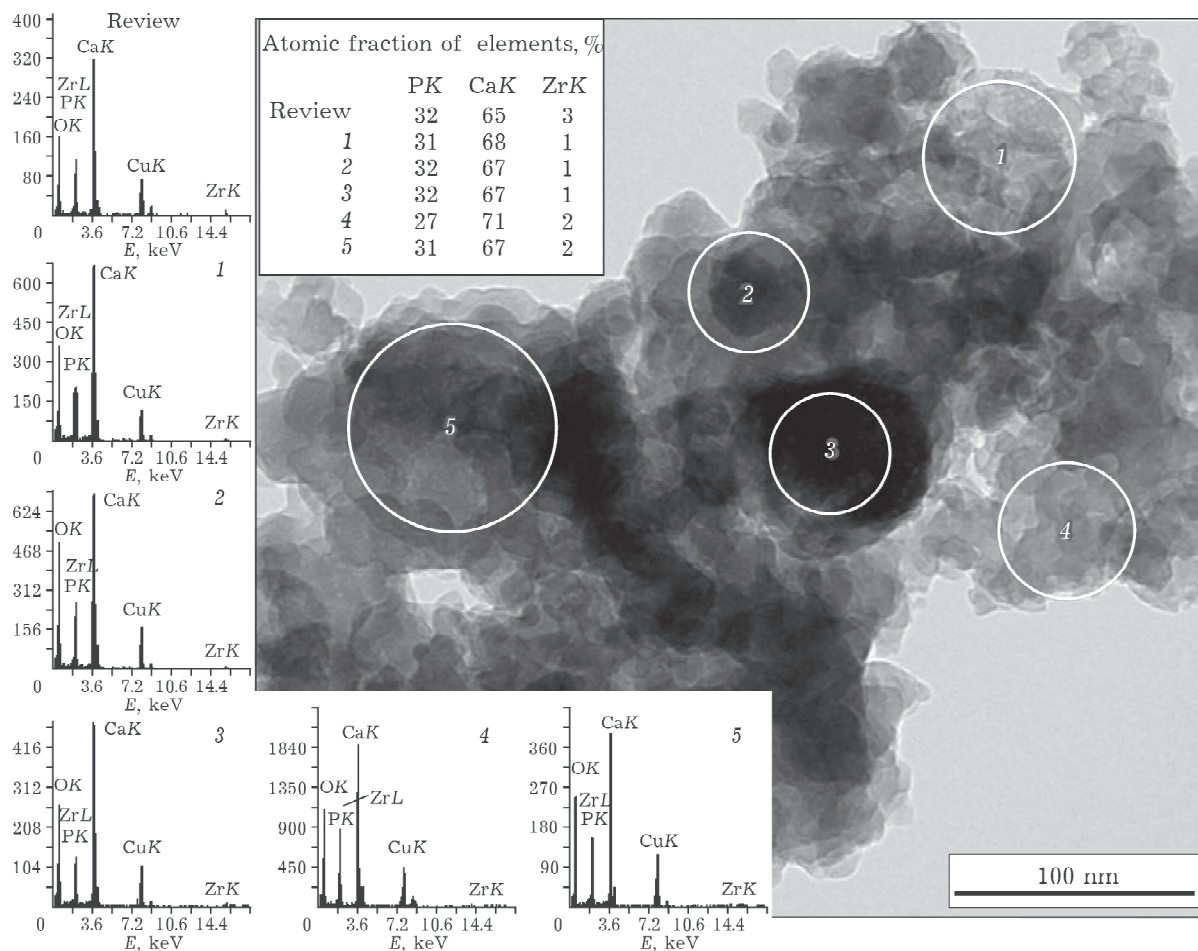 Review
400
CaK
320
240
ZrL
PK
160
OK
CuK
80
ZrK
0 3.6 7.2 10.6 14.4
E, keV
1
600
CaK
450
ZrL
OK
300
PK
150
CuK
ZrK
0 3.6 7.2 10.6 14.4
E, keV
2
CaK
624
OK
468
ZrL
312
PK
CuK
156
ZrK
0 3.6 7.2 10.6 14.4
E, keV
3
CaK
416
OK
312
ZrL
208
PK
CuK
104
ZrK
0 3.6 7.2 10.6 14.4
E, keV
4
CaK
1840
1350
OK
ZrL
900
PK
CuK
450
ZrK
0 3.6 7.2 10.6 14.4
E, keV
5
CaK
360
OK
270
ZrL
180
PK
CuK
90
ZrK
0 3.6 7.2 10.6 14.4
E, keV
Atomic fraction of elements, %
PK CaK ZrK
Review 32 65 3
1 31 68 1
2 32 67 1
3 32 67 1
4 27 71 2
5 31 67 2
1
2
3
4
5
100 nm